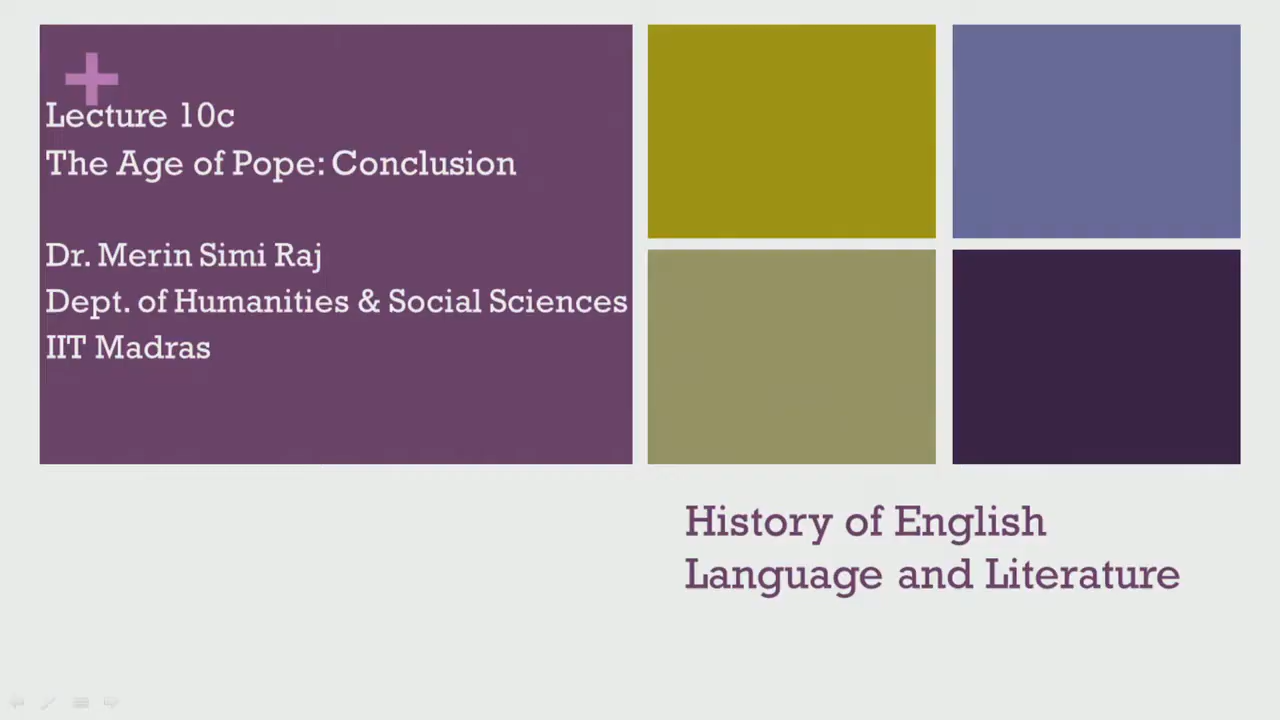 Lecture 10c
The Age of Pope: Conclusion
Dr. Merin Simi Raj
Dept. of Humanities & Social Sciences
IIT Madras
History of English
Language and Literature